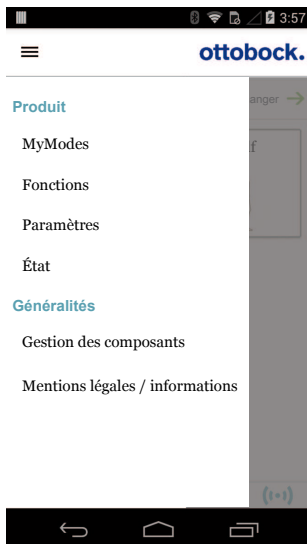 3:57
ottobock.
anger
Produit
MyModes
f
Fonctions
Paramètres
État
Généralités
Gestion des composants
Mentions légales / informations